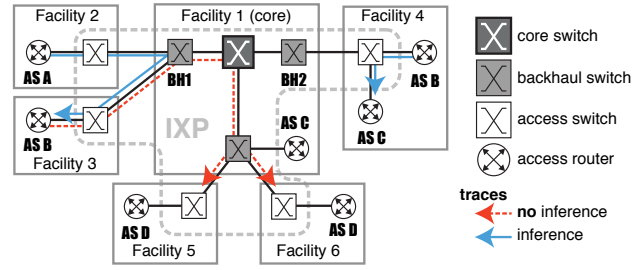 Facility 2
Facility 1 (core)
Facility 4
core switch
AS A
BH1
BH2
AS B
backhaul switch
IXP
AS C
AS C
access switch
AS B
Facility 3
access router
traces
no inference
inference
AS D
AS D
Facility 5
Facility 6